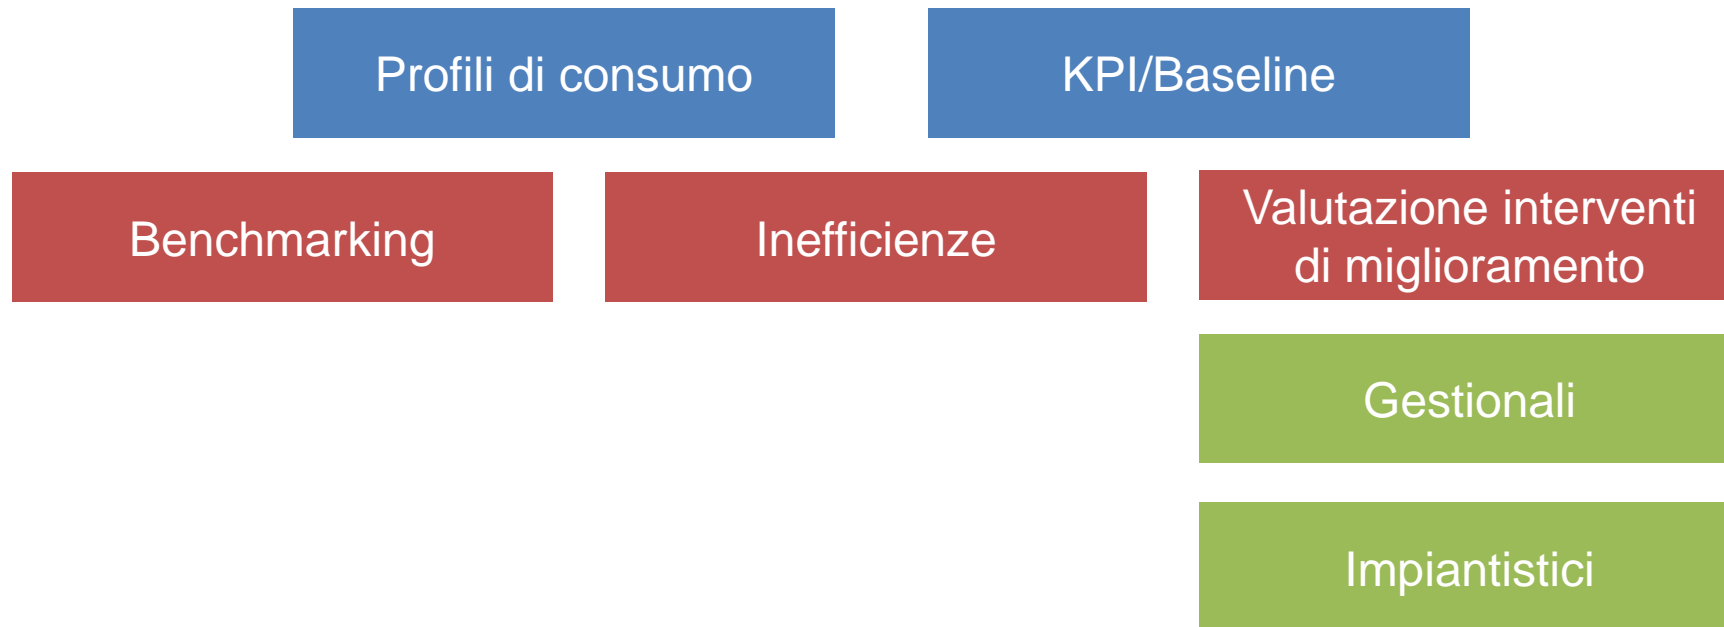 Profili di consumo
KPI/Baseline
Benchmarking
Inefficienze
Valutazione interventi
di miglioramento
Gestionali
Impiantistici